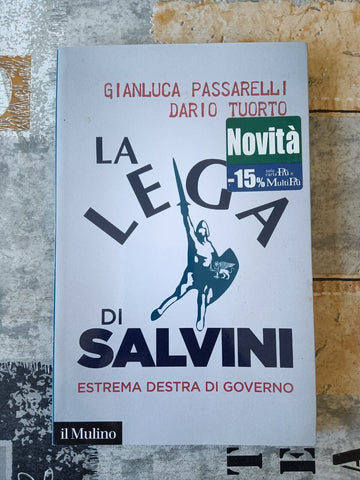 GIANLUCA PASSARELLI
DARIO TUORTO
Novità
-15%
MultiPiù
LA
LEGA
DI
SALVINI
ESTREMA DESTRA DI GOVERNO
il Mulino